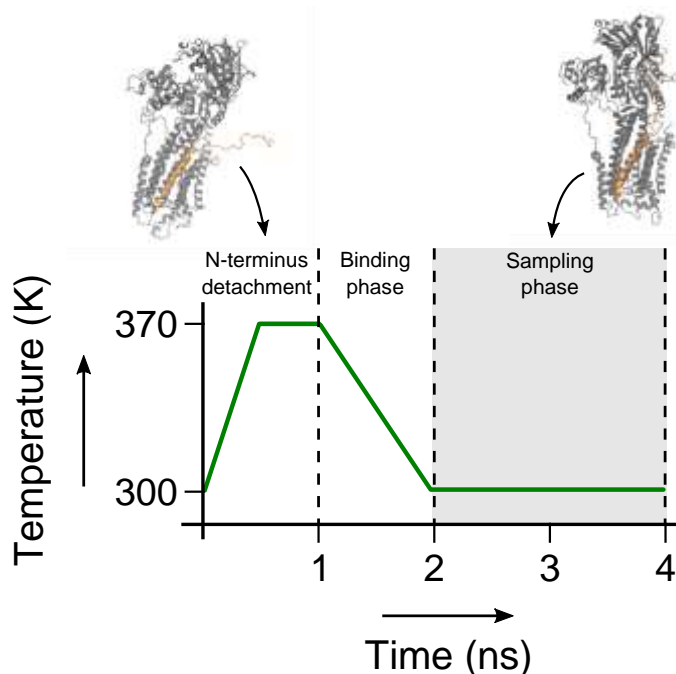 N-terminus
detachment
Binding
phase
Sampling
phase
Temperature (K)
370
300
1
2
3
4
Time (ns)